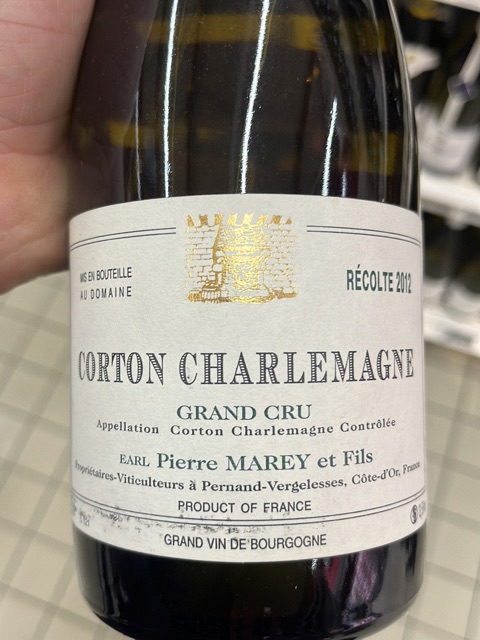 MIS EN BOUTEILLE
AU DOMAINE
RÉCOLTE 2012
CORTON CHARLEMAGNE
GRAND CRU
Appellation Corton Charlemagne Contrôlée
EARL Pierre MAREY et Fils
Propriétaires-Viticulteurs à Pernand-Vergelesses, Côte-d'Or, France
PRODUCT OF FRANCE
GRAND VIN DE BOURGOGNE